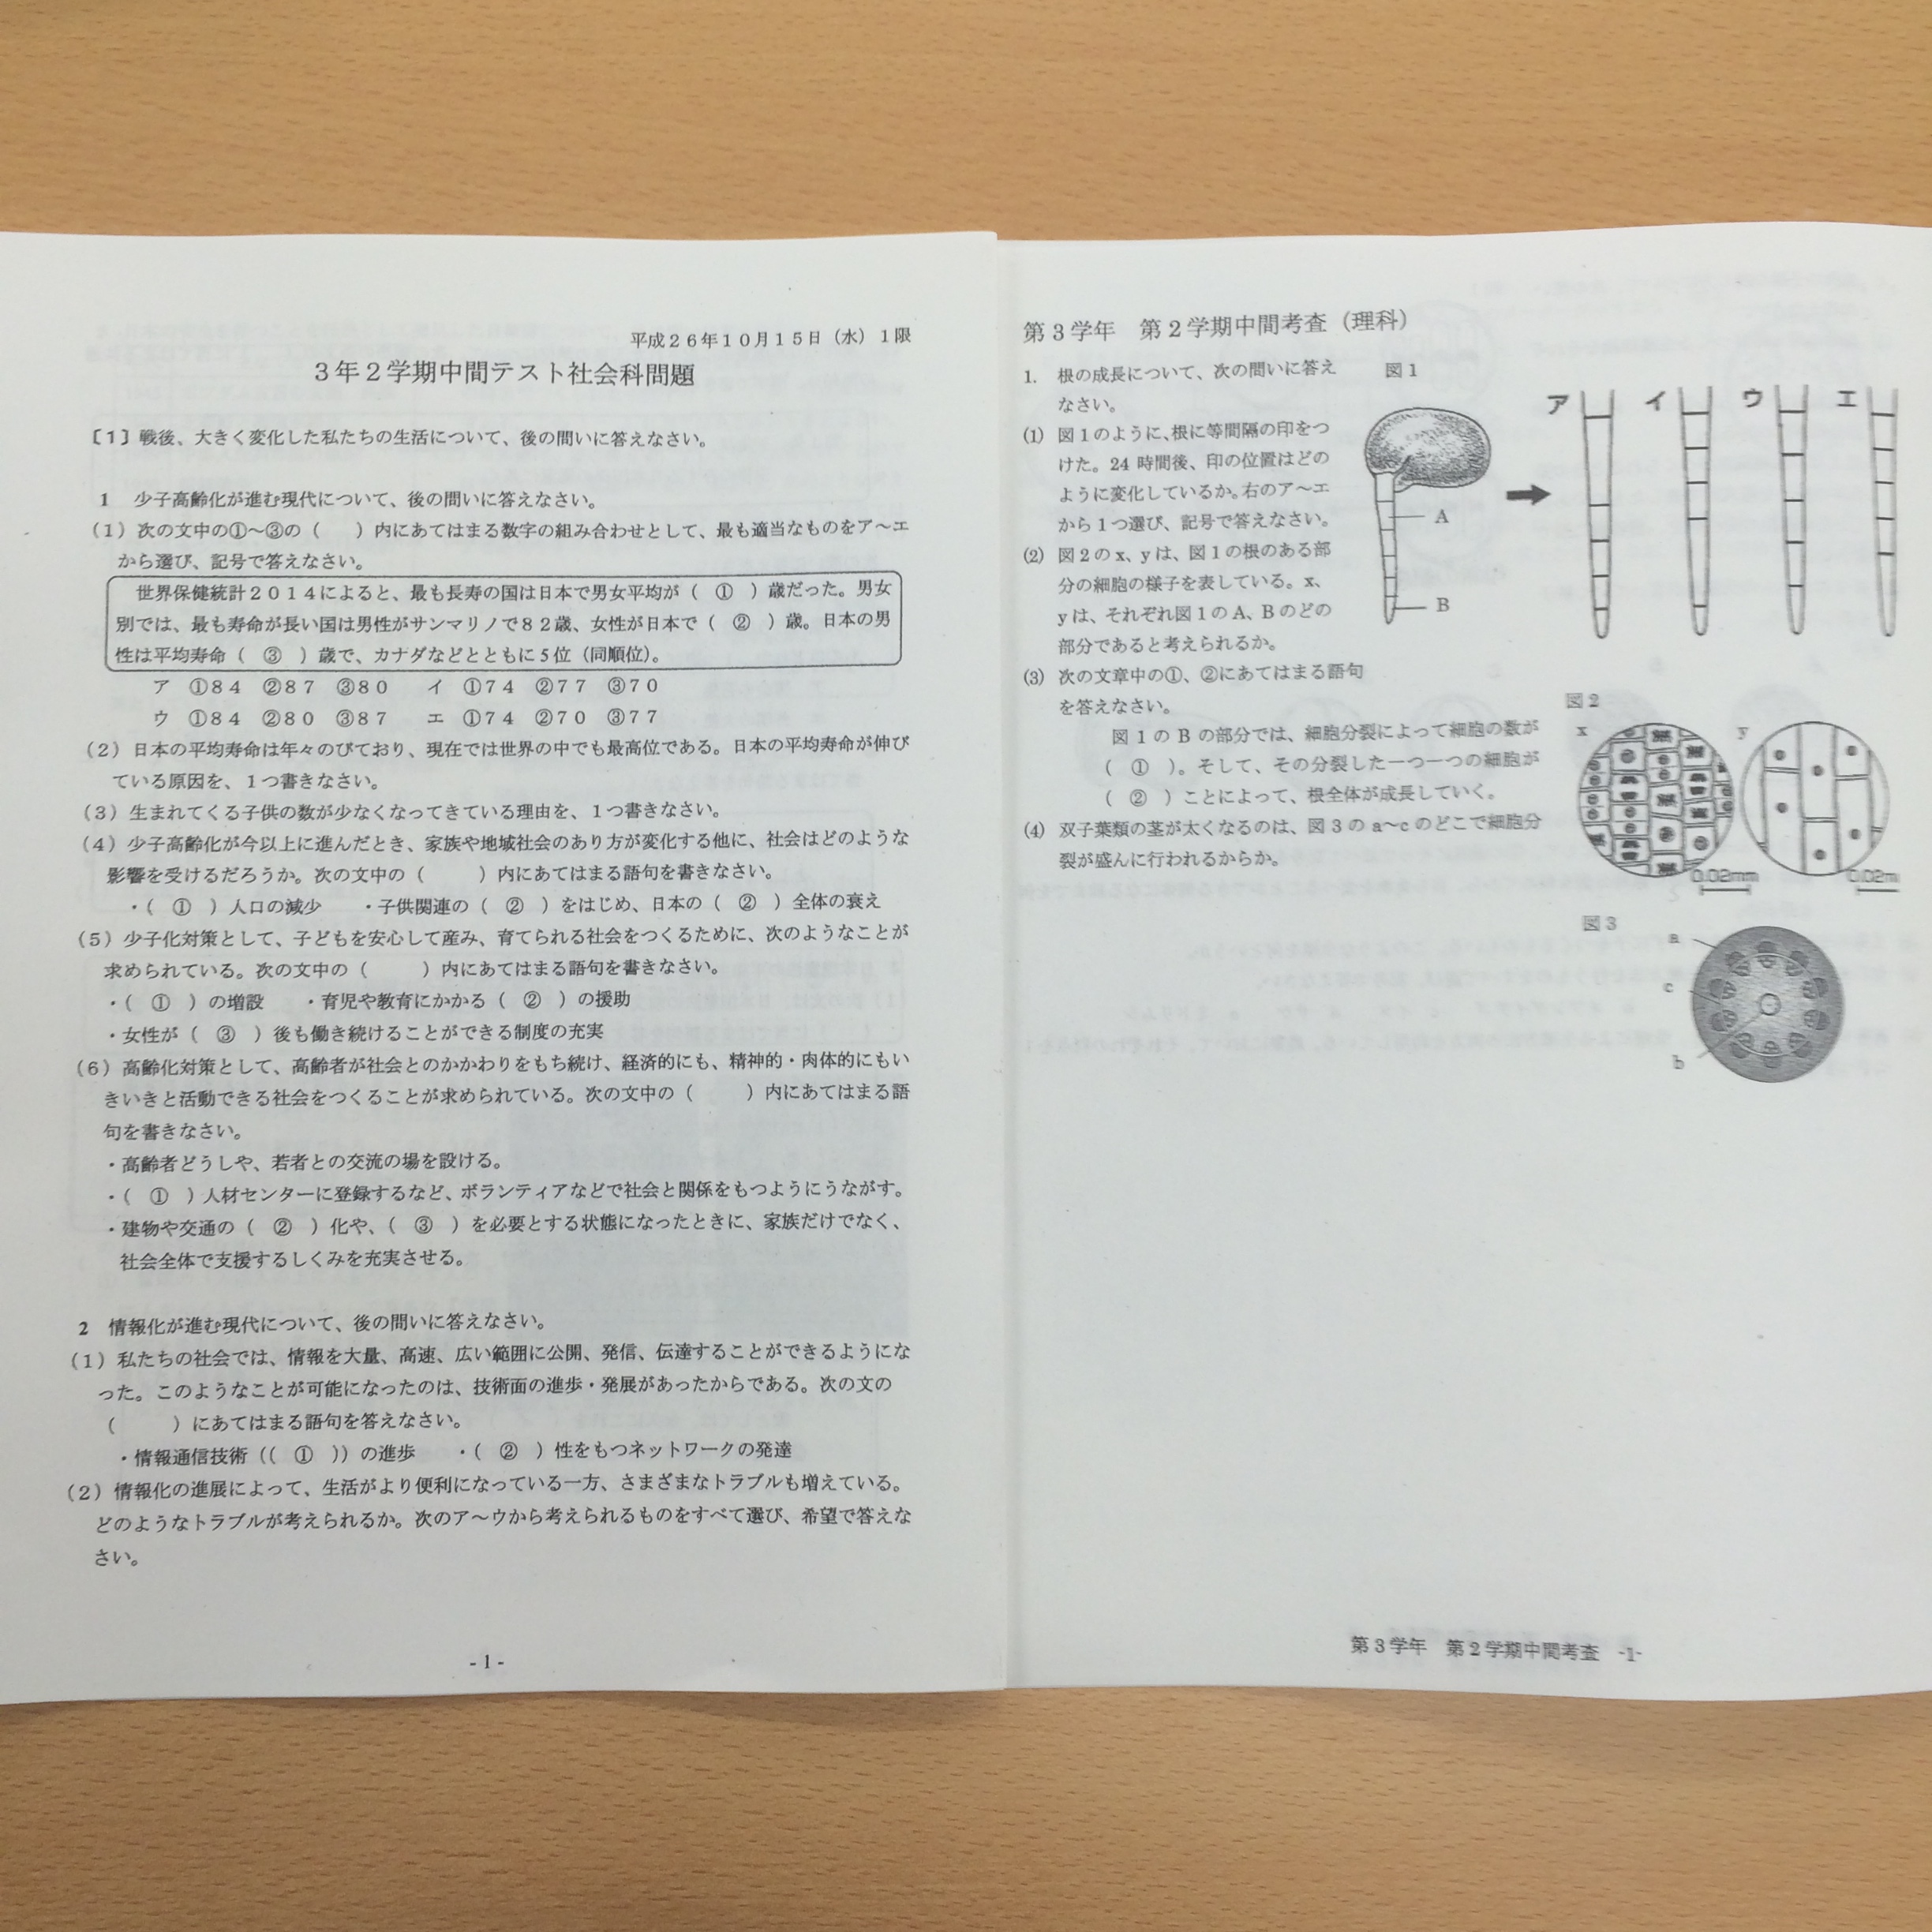 平成２６年１０月１５日（水）１限
３年２学期中間テスト社会科問題
〔１〕戦後、大きく変化した私たちの生活について、後の問いに答えなさい。
1　少子高齢化が進む現代について、後の問いに答えなさい。
（１）次の文中の①～③の（　　）内にあてはまる数字の組み合わせとして、最も適当なものをア～エ
から選び、記号で答えなさい。
世界保健統計２０１４によると、最も長寿の国は日本で男女平均が（　①　）歳だった。男女
別では、最も寿命が長い国は男性がサンマリノで８２歳、女性が日本で（　②　）歳。日本の男
性は平均寿命（　③　）歳で、カナダなどとともに５位（同順位）。
ア　①８４　②８７　③８０　　イ　①７４　②７７　③７０
ウ　①８４　②８０　③８７　　エ　①７４　②７０　③７７
（２）日本の平均寿命は年々のびており、現在では世界の中でも最高位である。日本の平均寿命が伸び
ている原因を、１つ書きなさい。
（３）生まれてくる子供の数が少なくなってきている理由を、１つ書きなさい。
（４）少子高齢化が今以上に進んだとき、家族や地域社会のあり方が変化する他に、社会はどのような
影響を受けるだろうか。次の文中の（　　　）内にあてはまる語句を書きなさい。
・（　①　）人口の減少　　・子供関連の（　②　）をはじめ、日本の（　②　）全体の衰え
（５）少子化対策として、子どもを安心して産み、育てられる社会をつくるために、次のようなことが
求められている。次の文中の（　　　）内にあてはまる語句を書きなさい。
・（　①　）の増設　　・育児や教育にかかる（　②　）の援助
・女性が（　③　）後も働き続けることができる制度の充実
（６）高齢化対策として、高齢者が社会とのかかわりをもち続け、経済的にも、精神的・肉体的にもい
きいきと活動できる社会をつくることが求められている。次の文中の（　　　）内にあてはまる語
句を書きなさい。
・高齢者どうしや、若者との交流の場を設ける。
・（　①　）人材センターに登録するなど、ボランティアなどで社会と関係をもつようにうながす。
・建物や交通の（　②　）化や、（　③　）を必要とする状態になったときに、家族だけでなく、
社会全体で支援するしくみを充実させる。
2　情報化が進む現代について、後の問いに答えなさい。
（１）私たちの社会では、情報を大量、高速、広い範囲に公開、発信、伝達することができるようにな
った。このようなことが可能になったのは、技術面の進歩・発展があったからである。次の文の
（　　　）にあてはまる語句を答えなさい。
・情報通信技術（（　①　））の進歩　　・（　②　）性をもつネットワークの発達
（２）情報化の進展によって、生活がより便利になっている一方、さまざまなトラブルも増えている。
どのようなトラブルが考えられるか。次のア～ウから考えられるものをすべて選び、希望で答えな
さい。
- 1 -
第３学年　第２学期中間考査（理科）
1.　根の成長について、次の問いに答え
なさい。
(1)　図１のように、根に等間隔の印をつ
けた。24 時間後、印の位置はどの
ように変化しているか。右のア～エ
から１つ選び、記号で答えなさい。
(2)　図２のx、yは、図１の根のある部
分の細胞の様子を表している。x、
yは、それぞれ図１のA、Bのどの
部分であると考えられるか。
(3)　次の文章中の①、②にあてはまる語句
を答えなさい。
図１のBの部分では、細胞分裂によって細胞の数が
（　①　）。そして、その分裂した一つ一つの細胞が
（　②　）ことによって、根全体が成長していく。
(4)　双子葉類の茎が太くなるのは、図３のa～cのどこで細胞分
裂が盛んに行われるからか。
図１
A
B
ア　イ　ウ　エ
図２
x　y
0.02mm　0.02m
図３
a
c
b
第３学年　第２学期中間考査　-1-